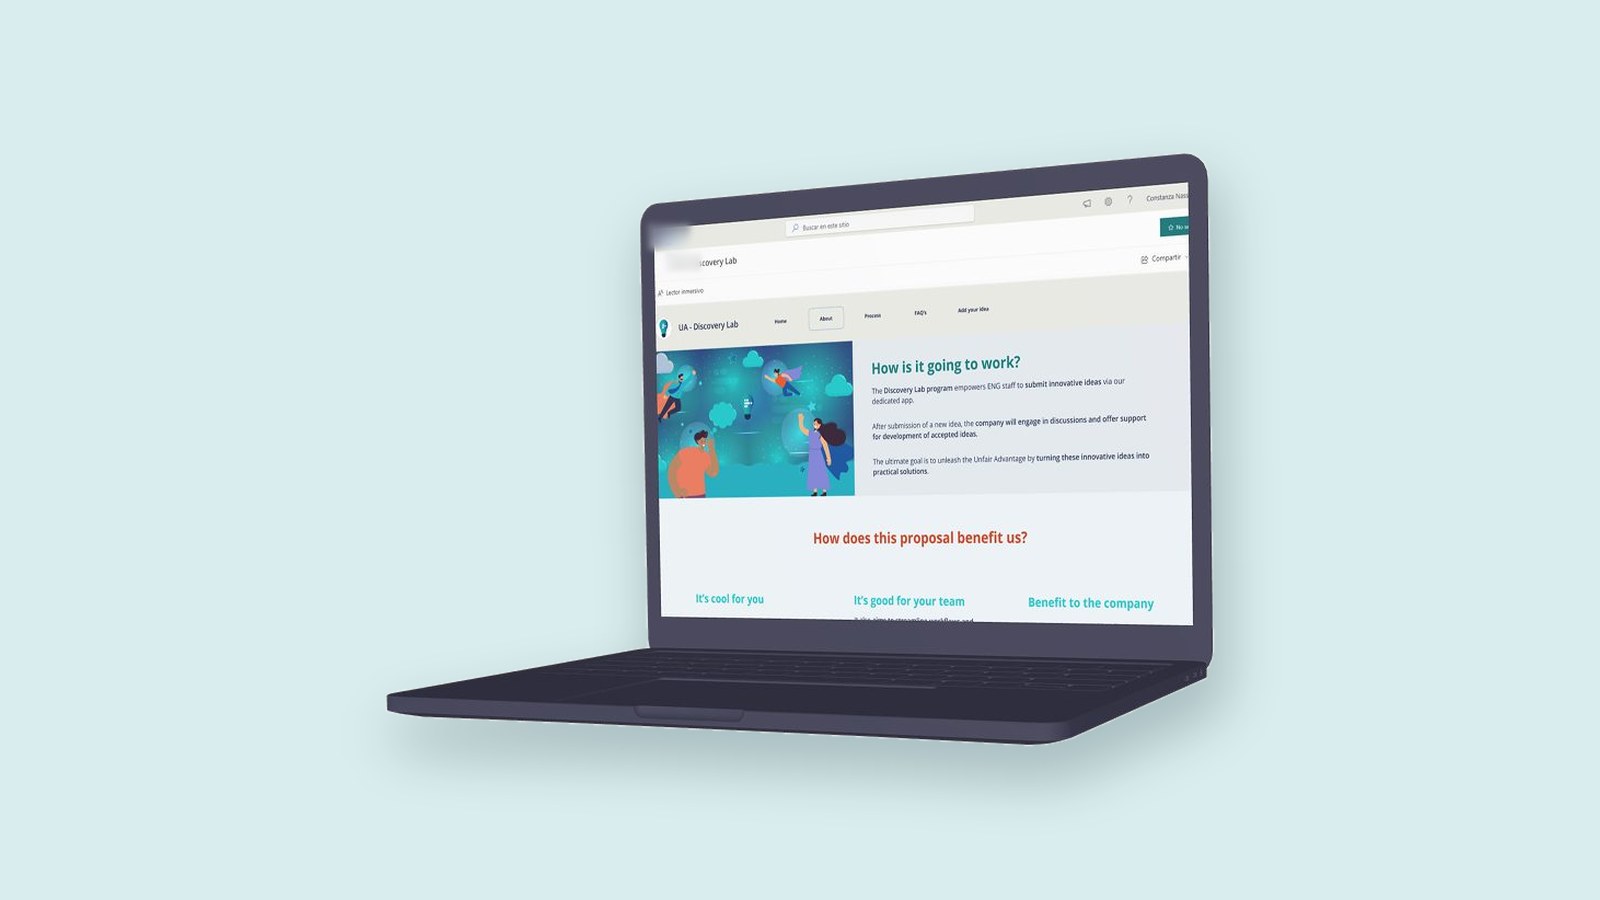 Buscar en este sitio
?
Constanza
covery Lab
No
Compartir
Lector inmersivo
UA - Discovery Lab
Home
About
Process
FAQ's
Add your idea
How is it going to work?
The Discovery Lab program empowers ENG staff to submit innovative ideas via our
dedicated app.
After submission of a new idea, the company will engage in discussions and offer support
for development of accepted ideas.
The ultimate goal is to unleash the Unfair Advantage by turning these innovative ideas into
practical solutions.
How does this proposal benefit us?
It's cool for you
It's good for your team
Benefit to the company